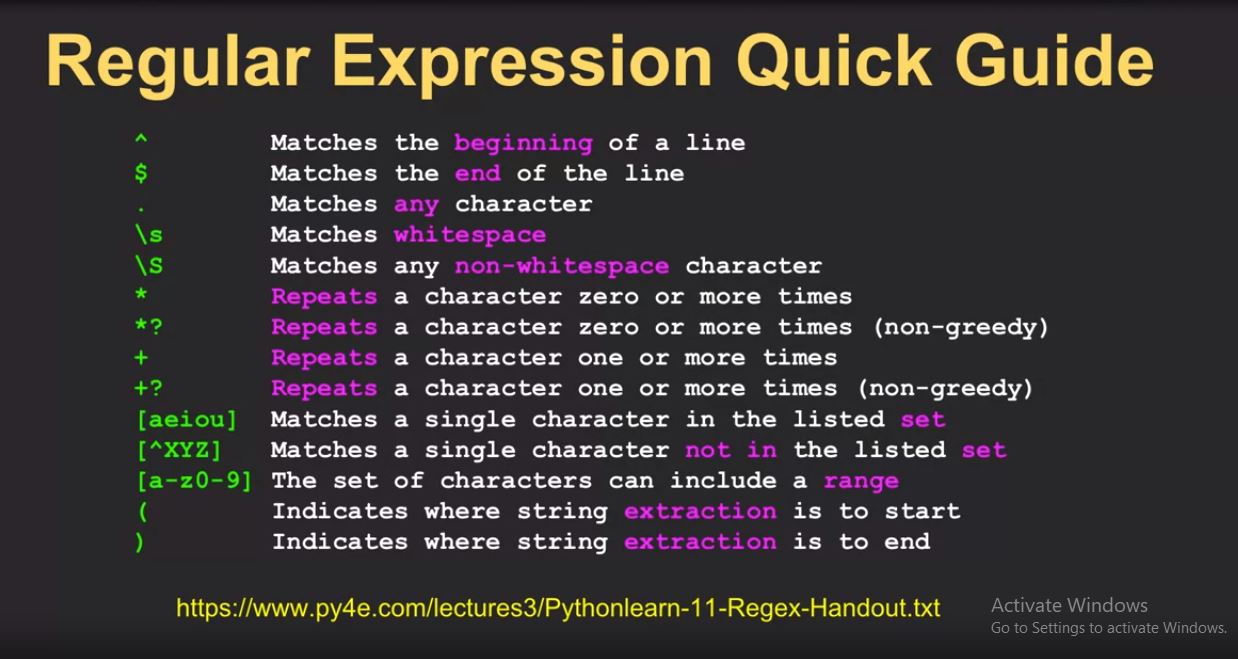 Regular Expression Quick Guide
^ Matches the beginning of a line
$ Matches the end of the line
. Matches any character
\s Matches whitespace
\S Matches any non-whitespace character
* Repeats a character zero or more times
*? Repeats a character zero or more times (non-greedy)
+ Repeats a character one or more times
+? Repeats a character one or more times (non-greedy)
[aeiou] Matches a single character in the listed set
[^XYZ] Matches a single character not in the listed set
[a-z0-9] The set of characters can include a range
( Indicates where string extraction is to start
) Indicates where string extraction is to end
https://www.py4e.com/lectures3/Pythonlearn-11-Regex-Handout.txt
Activate Windows
Go to Settings to activate Windows.